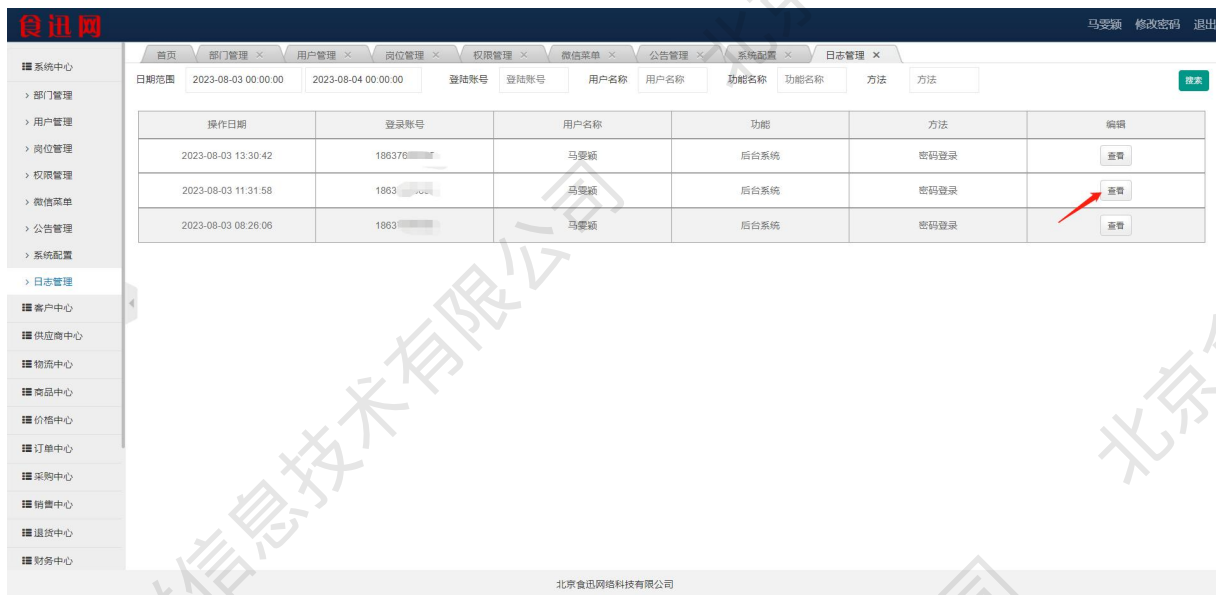 食迅网
马雯颖 修改密码 退出
首页 部门管理 × 用户管理 × 岗位管理 × 权限管理 × 微信菜单 × 公告管理 × 系统配置 × 日志管理 ×
日期范围 2023-08-03 00:00:00 2023-08-04 00:00:00 登陆账号 登陆账号 用户名称 用户名称 功能名称 功能名称 方法 方法 搜索
操作日期 登录账号 用户名称 功能 方法 编辑
2023-08-03 13:30:42 186376 马雯颖 后台系统 密码登录 查看
2023-08-03 11:31:58 1863 马雯颖 后台系统 密码登录 查看
2023-08-03 08:26:06 1863 马雯颖 后台系统 密码登录 查看
系统中心
> 部门管理
> 用户管理
> 岗位管理
> 权限管理
> 微信菜单
> 公告管理
> 系统配置
> 日志管理
客户中心
供应商中心
物流中心
商品中心
价格中心
订单中心
采购中心
销售中心
退货中心
财务中心
北京食迅网络科技有限公司
信息技术有限公司
北京